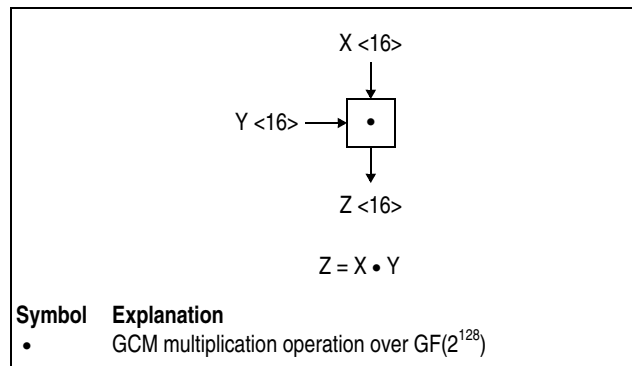 X <16>
Y <16>
•
Z <16>
Z = X • Y
Symbol Explanation
• GCM multiplication operation over GF(2^128)